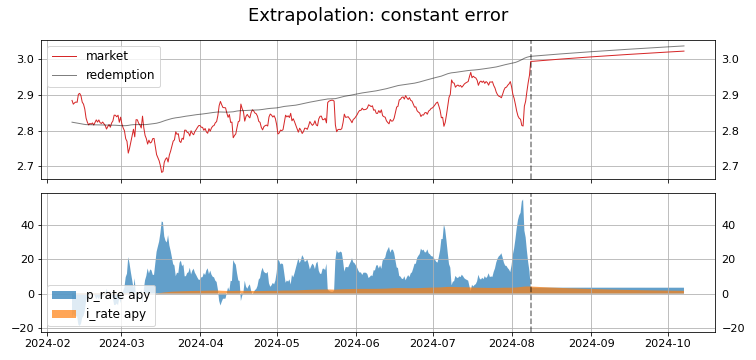 Extrapolation: constant error
market
redemption
3.0 3.0
2.9 2.9
2.8 2.8
2.7 2.7
40 40
20 20
0 0
p_rate apy
i_rate apy
−20 −20
2024-02 2024-03 2024-04 2024-05 2024-06 2024-07 2024-08 2024-09 2024-10